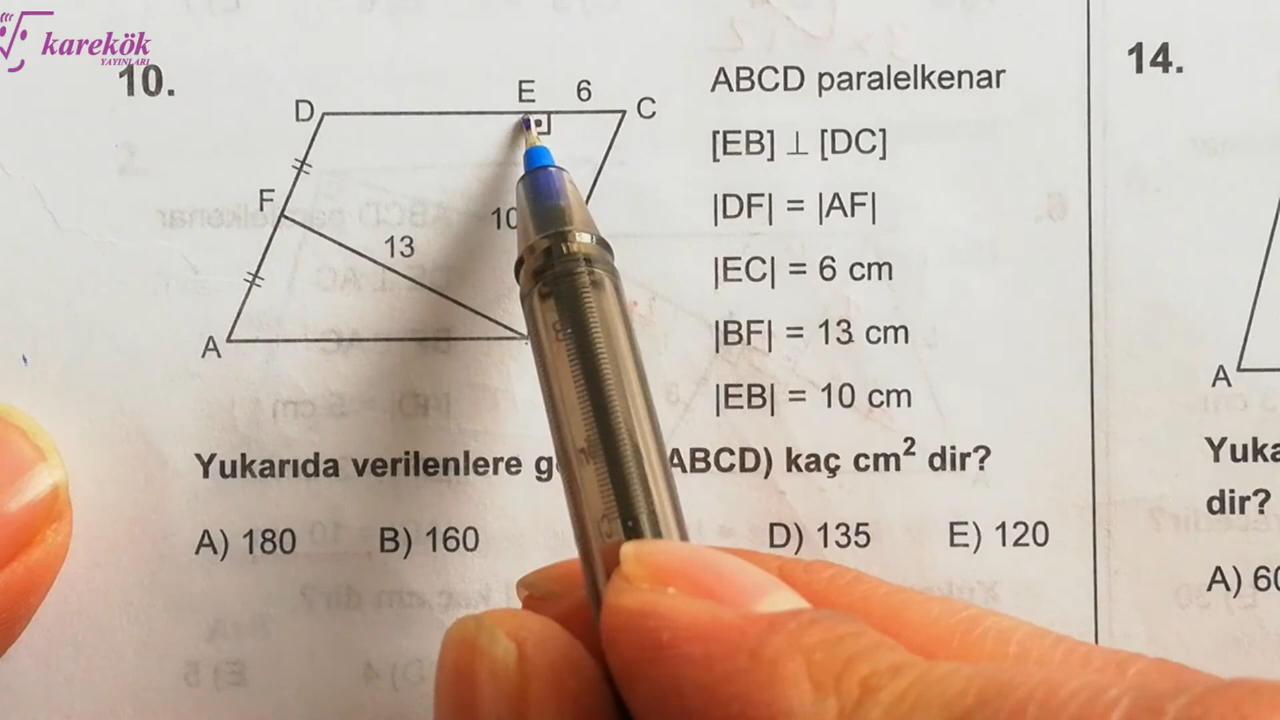 karekök
YAYINLARI
10.
D
E
6
C
F
13
10
A
ABCD paralelkenar
[EB] ⊥ [DC]
|DF| = |AF|
|EC| = 6 cm
|BF| = 13 cm
|EB| = 10 cm
Yukarıda verilenlere ABCD) kaç cm² dir?
A) 180 B) 160 D) 135 E) 120
14.
A
dir?